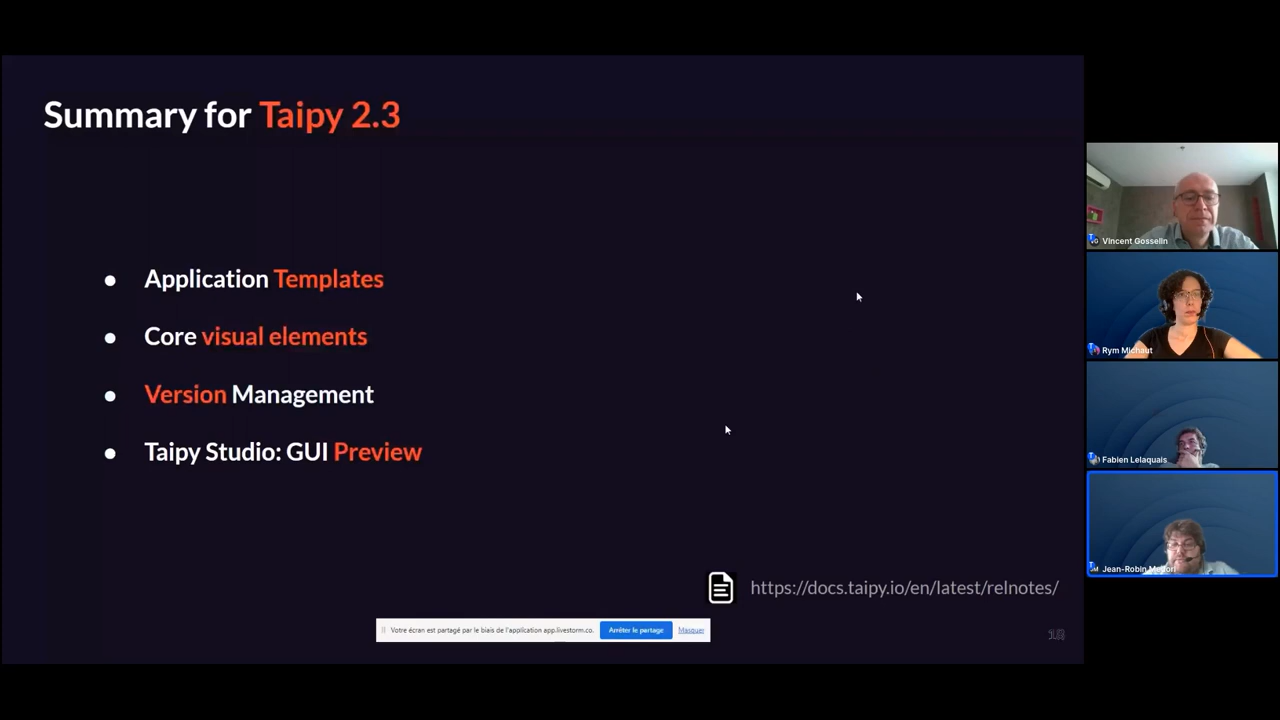 Summary for Taipy 2.3
Application Templates
Core visual elements
Version Management
Taipy Studio: GUI Preview
https://docs.taipy.io/en/latest/relnotes/
Votre écran est partagé par le biais de l'application app.livestorm.co. Arrêter le partage Masquer
18
Vincent Gosselin
Rym Michaut
Fabien Lelaquais
Jean-Robin Medori